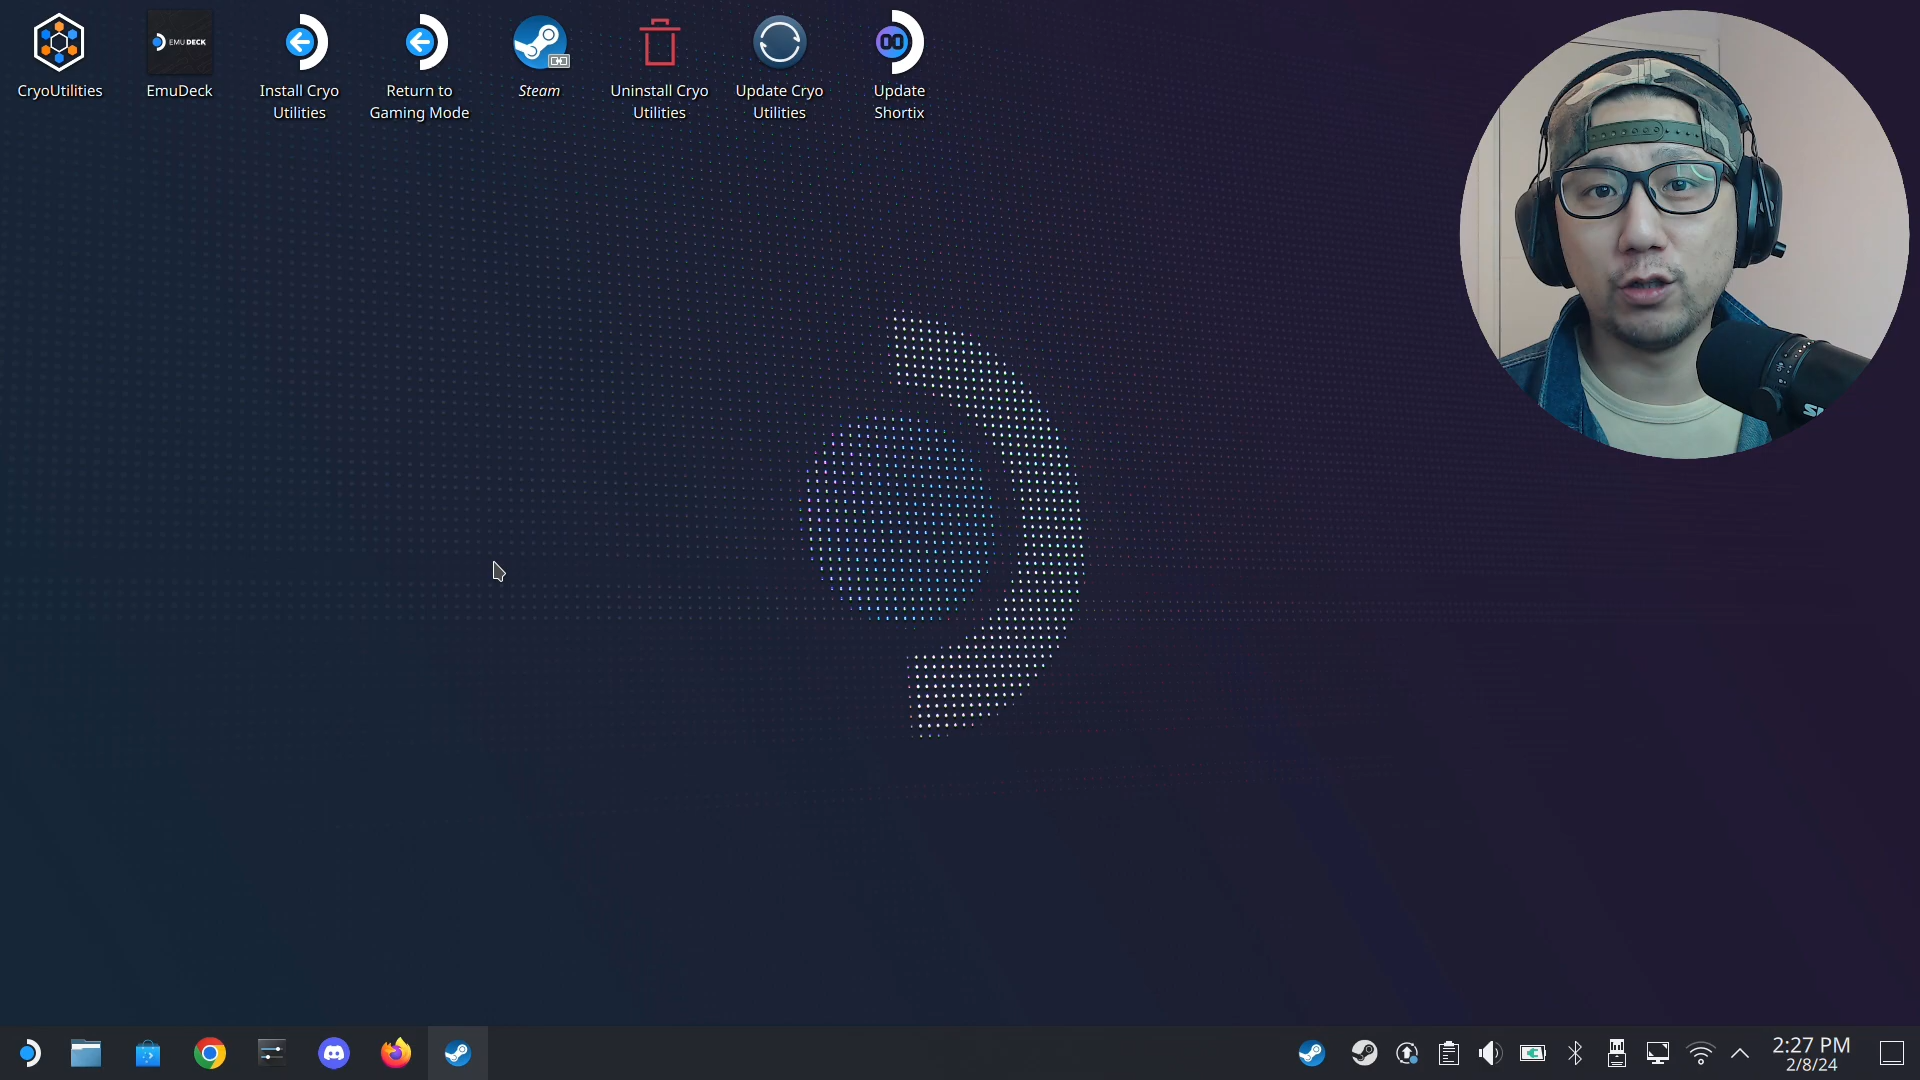 EMUDECK
CryoUtilities
EmuDeck
Install Cryo
Utilities
Return to
Gaming Mode
Steam
Uninstall Cryo
Utilities
Update Cryo
Utilities
Update
Shortix
2:27 PM
2/8/24